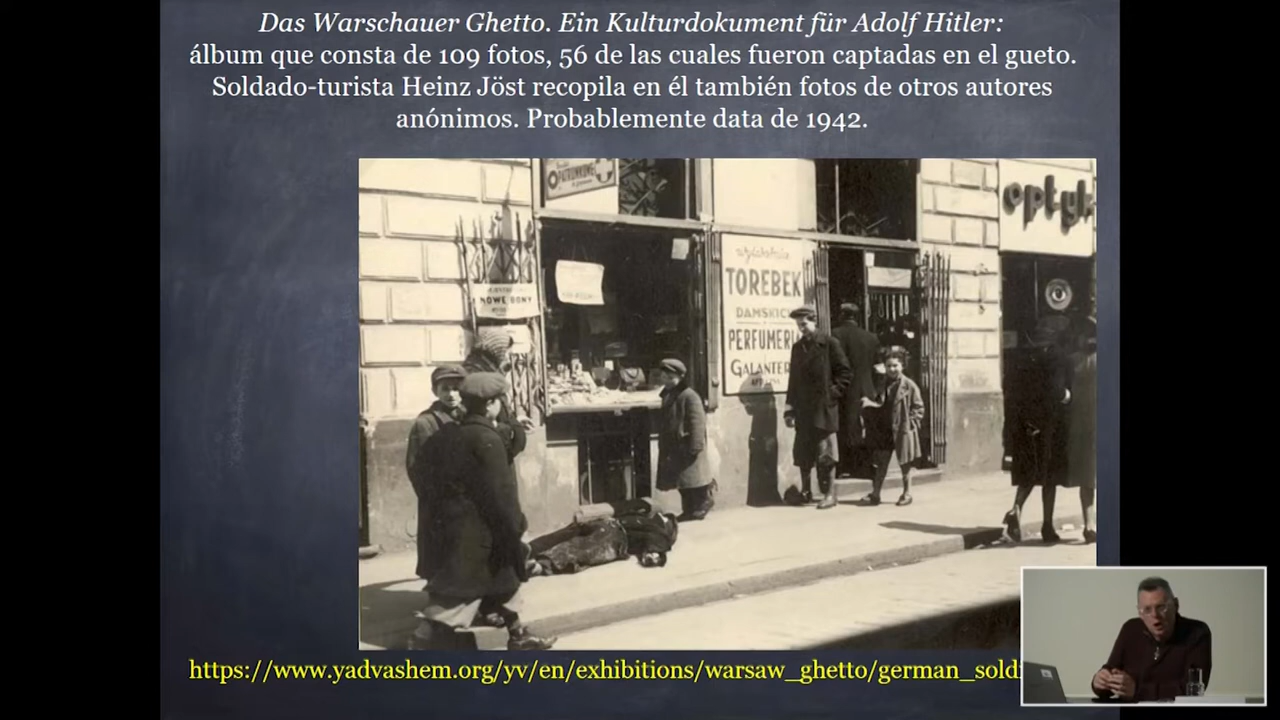 Das Warschauer Ghetto. Ein Kulturdokument für Adolf Hitler:
álbum que consta de 109 fotos, 56 de las cuales fueron captadas en el gueto.
Soldado-turista Heinz Jöst recopila en él también fotos de otros autores
anónimos. Probablemente data de 1942.
optyk
TOREBEK
DAMSKICH
PERFUMERI
GALANTER
NOWE BONY
https://www.yadvashem.org/yv/en/exhibitions/warsaw_ghetto/german_sold